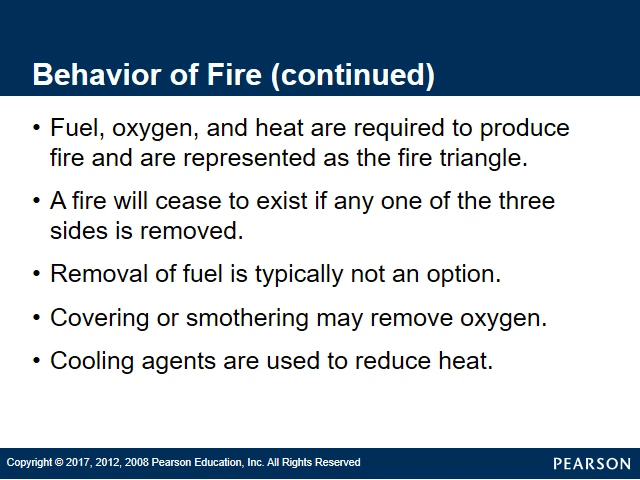 Behavior of Fire (continued)
• Fuel, oxygen, and heat are required to produce
fire and are represented as the fire triangle.
• A fire will cease to exist if any one of the three
sides is removed.
• Removal of fuel is typically not an option.
• Covering or smothering may remove oxygen.
• Cooling agents are used to reduce heat.
Copyright © 2017, 2012, 2008 Pearson Education, Inc. All Rights Reserved
PEARSON